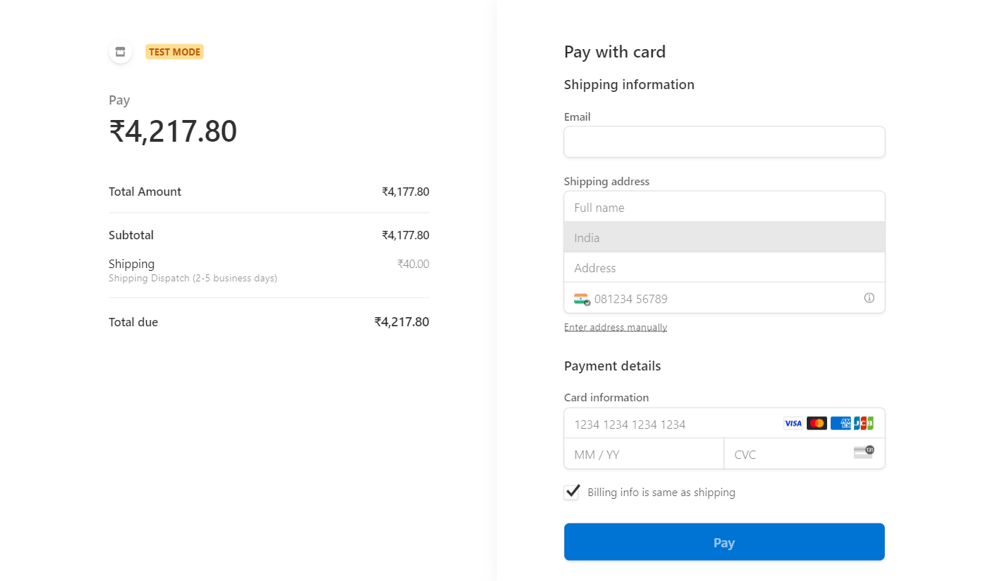 TEST MODE
Pay
₹4,217.80
Total Amount ₹4,177.80
Subtotal ₹4,177.80
Shipping ₹40.00
Shipping Dispatch (2-5 business days)
Total due ₹4,217.80
Pay with card
Shipping information
Email
Shipping address
Full name
India
Address
081234 56789
Enter address manually
Payment details
Card information
1234 1234 1234 1234 VISA AMEX JCB
MM / YY CVC 135
Billing info is same as shipping
Pay